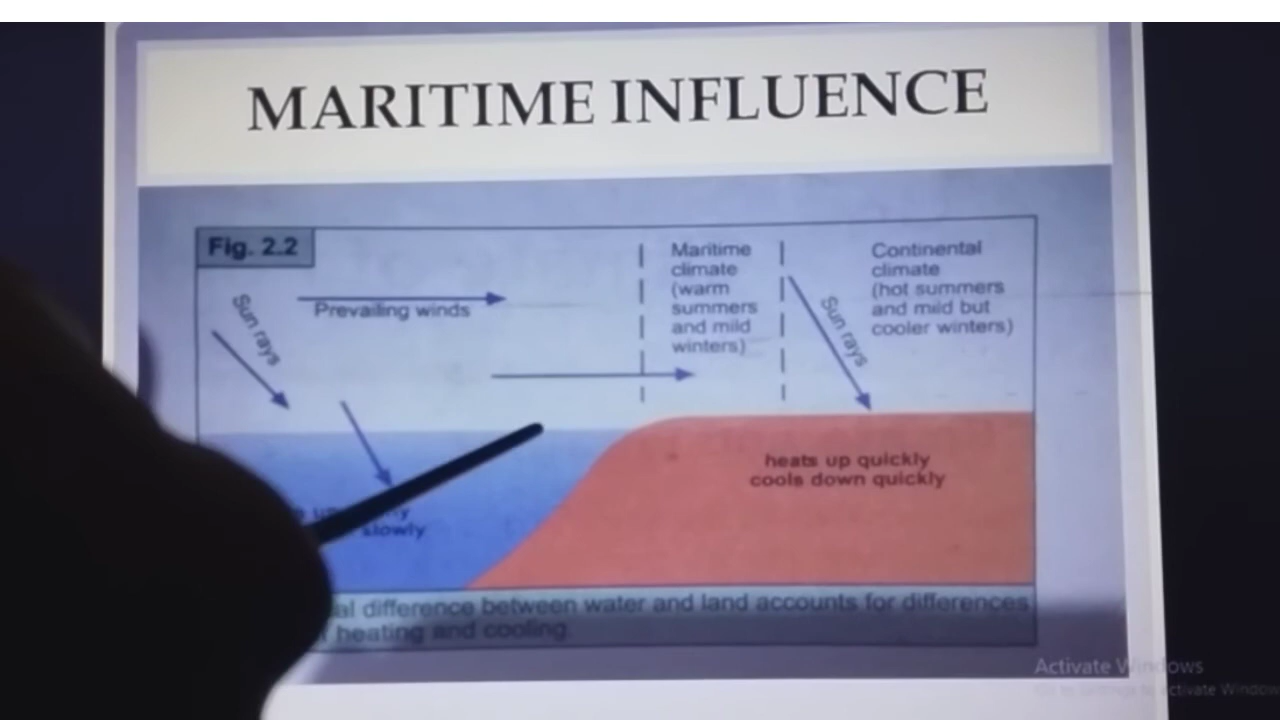 MARITIME INFLUENCE
Fig. 2.2
Sun rays
Prevailing winds
Maritime
climate
(warm
summers
and mild
winters)
Sun rays
Continental
climate
(hot summers
and mild but
cooler winters)
heats up quickly
cools down quickly
slowly
difference between water and land accounts for differences
heating and cooling
Activate Windows